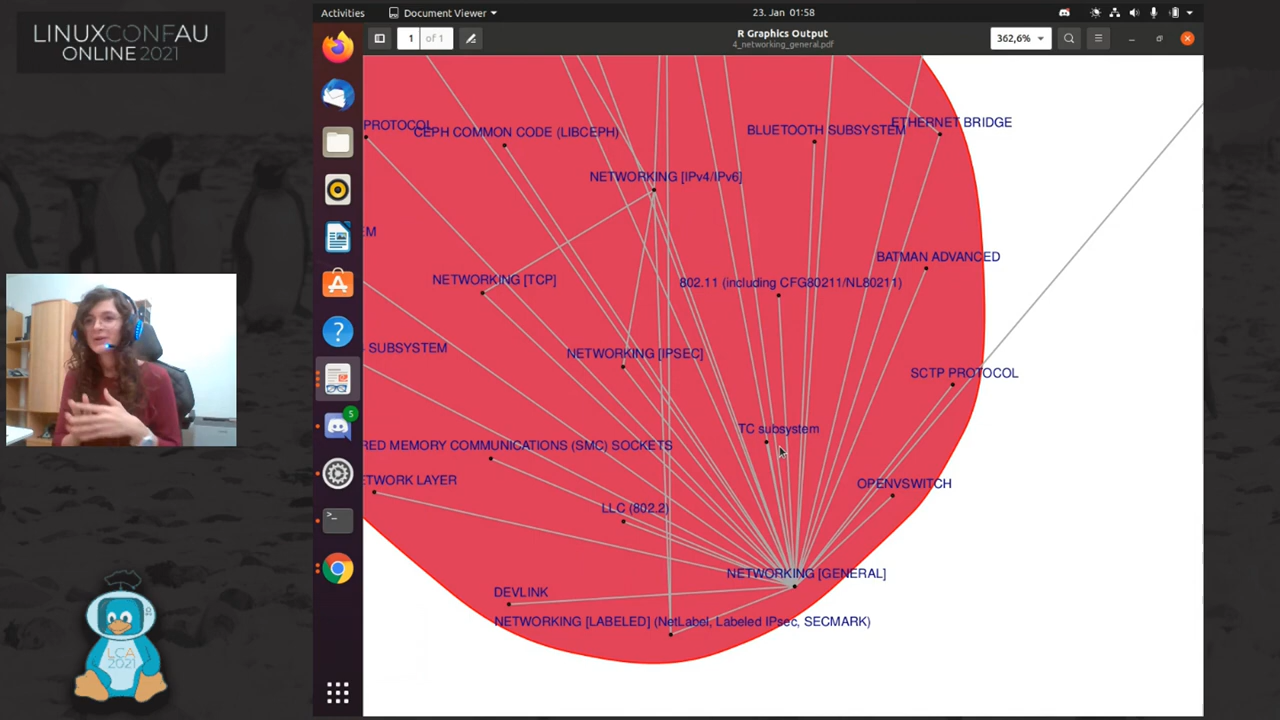 LINUXCONFAU
ONLINE 2021
Activities
Document Viewer
23. Jan 01:58
1
of 1
R Graphics Output
4_networking_general.pdf
362,6%
PROTOCOL
CEPH COMMON CODE (LIBCEPH)
BLUETOOTH SUBSYSTEM
ETHERNET BRIDGE
NETWORKING [IPv4/IPv6]
EM
BATMAN ADVANCED
NETWORKING [TCP]
802.11 (including CFG80211/NL80211)
SUBSYSTEM
NETWORKING [IPSEC]
SCTP PROTOCOL
TC subsystem
RED MEMORY COMMUNICATIONS (SMC) SOCKETS
ETWORK LAYER
OPENVSWITCH
LLC (802.2)
NETWORKING [GENERAL]
DEVLINK
NETWORKING [LABELED] (NetLabel, Labeled IPsec, SECMARK)
5
LCA
2021